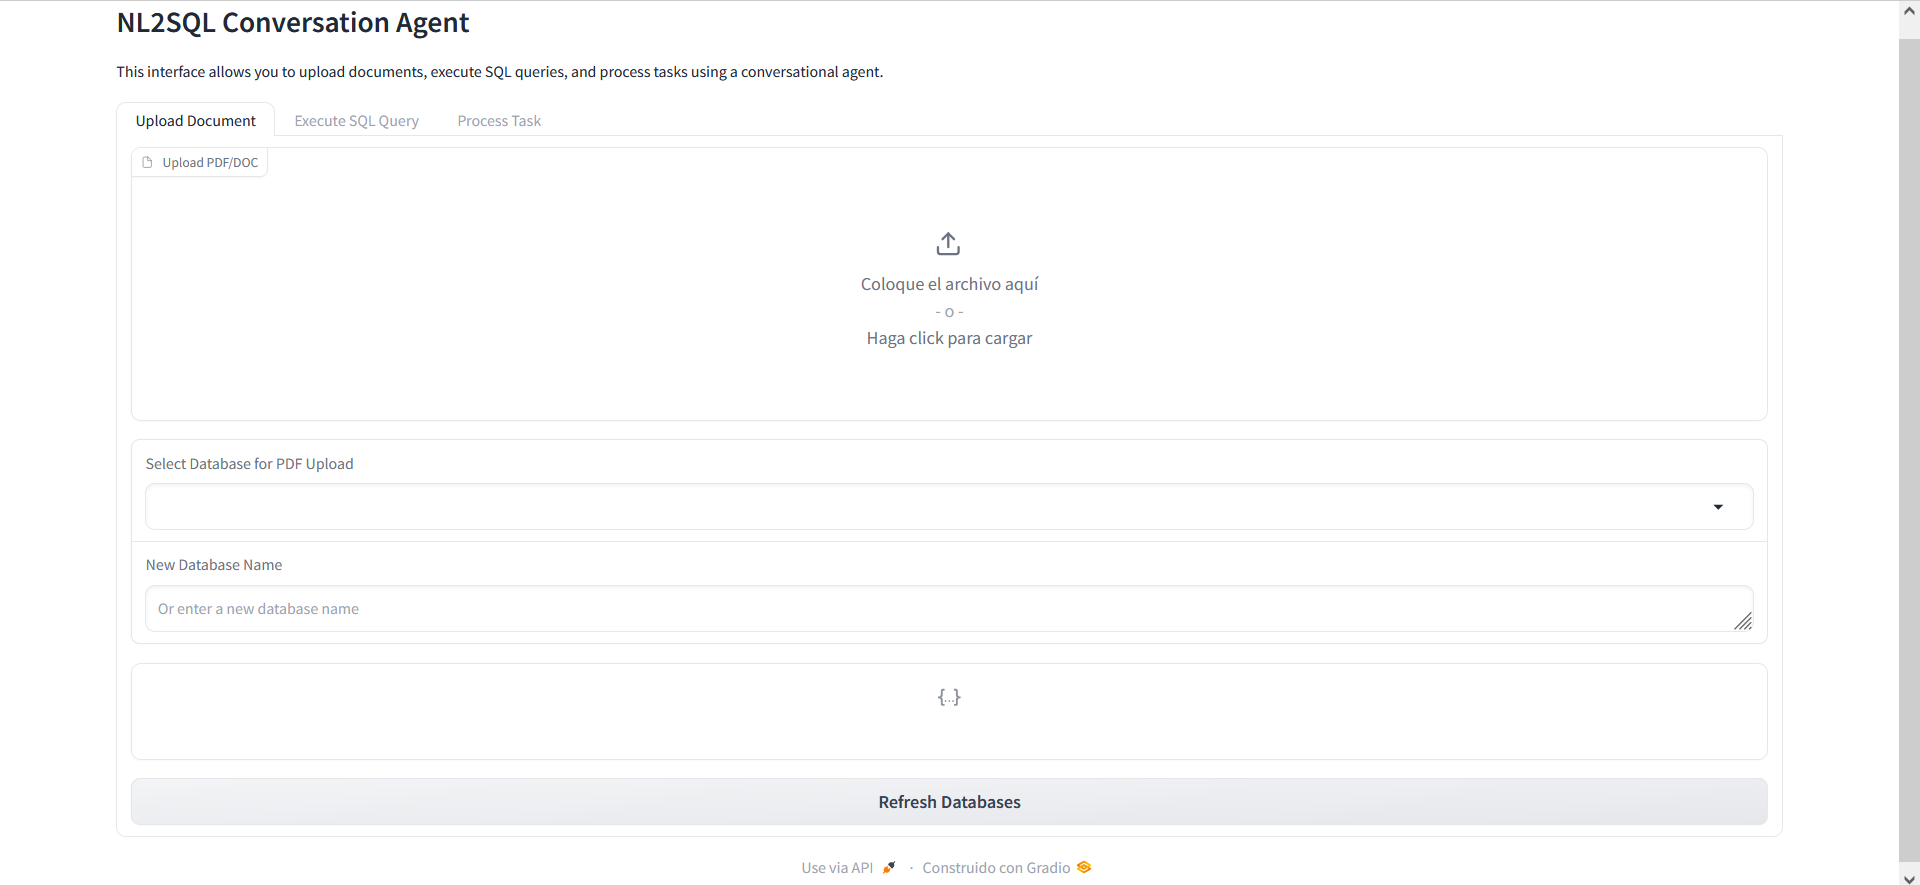 NL2SQL Conversation Agent
This interface allows you to upload documents, execute SQL queries, and process tasks using a conversational agent.
Upload Document Execute SQL Query Process Task
Upload PDF/DOC
Coloque el archivo aquí
- o -
Haga click para cargar
Select Database for PDF Upload
New Database Name
Or enter a new database name
{...}
Refresh Databases
Use via API · Construido con Gradio